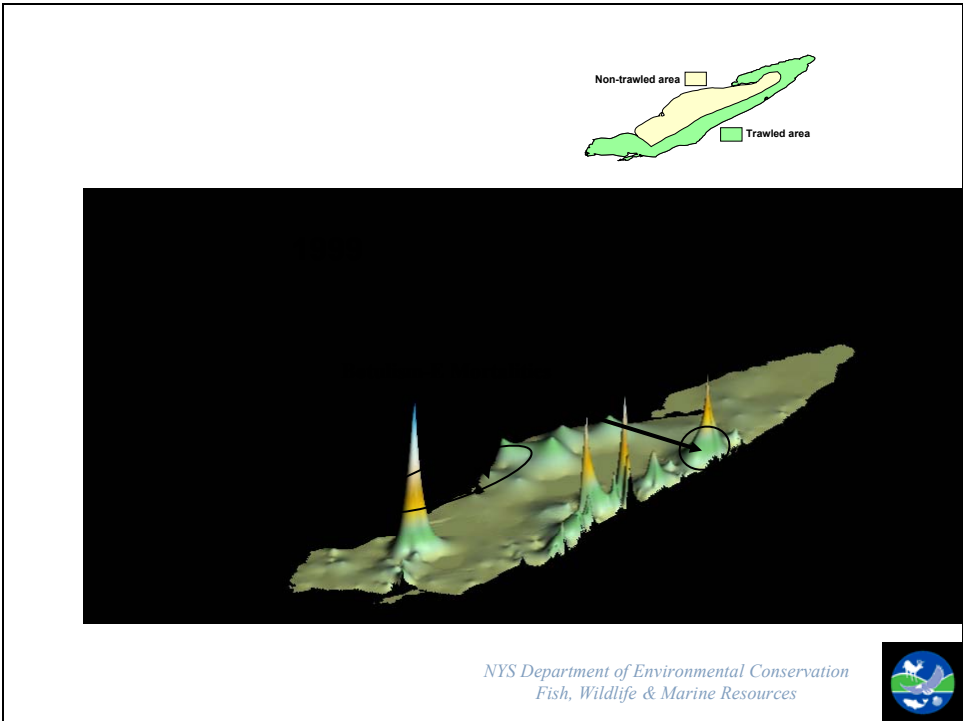 Non-trawled area
Trawled area
NYS Department of Environmental Conservation
Fish, Wildlife & Marine Resources